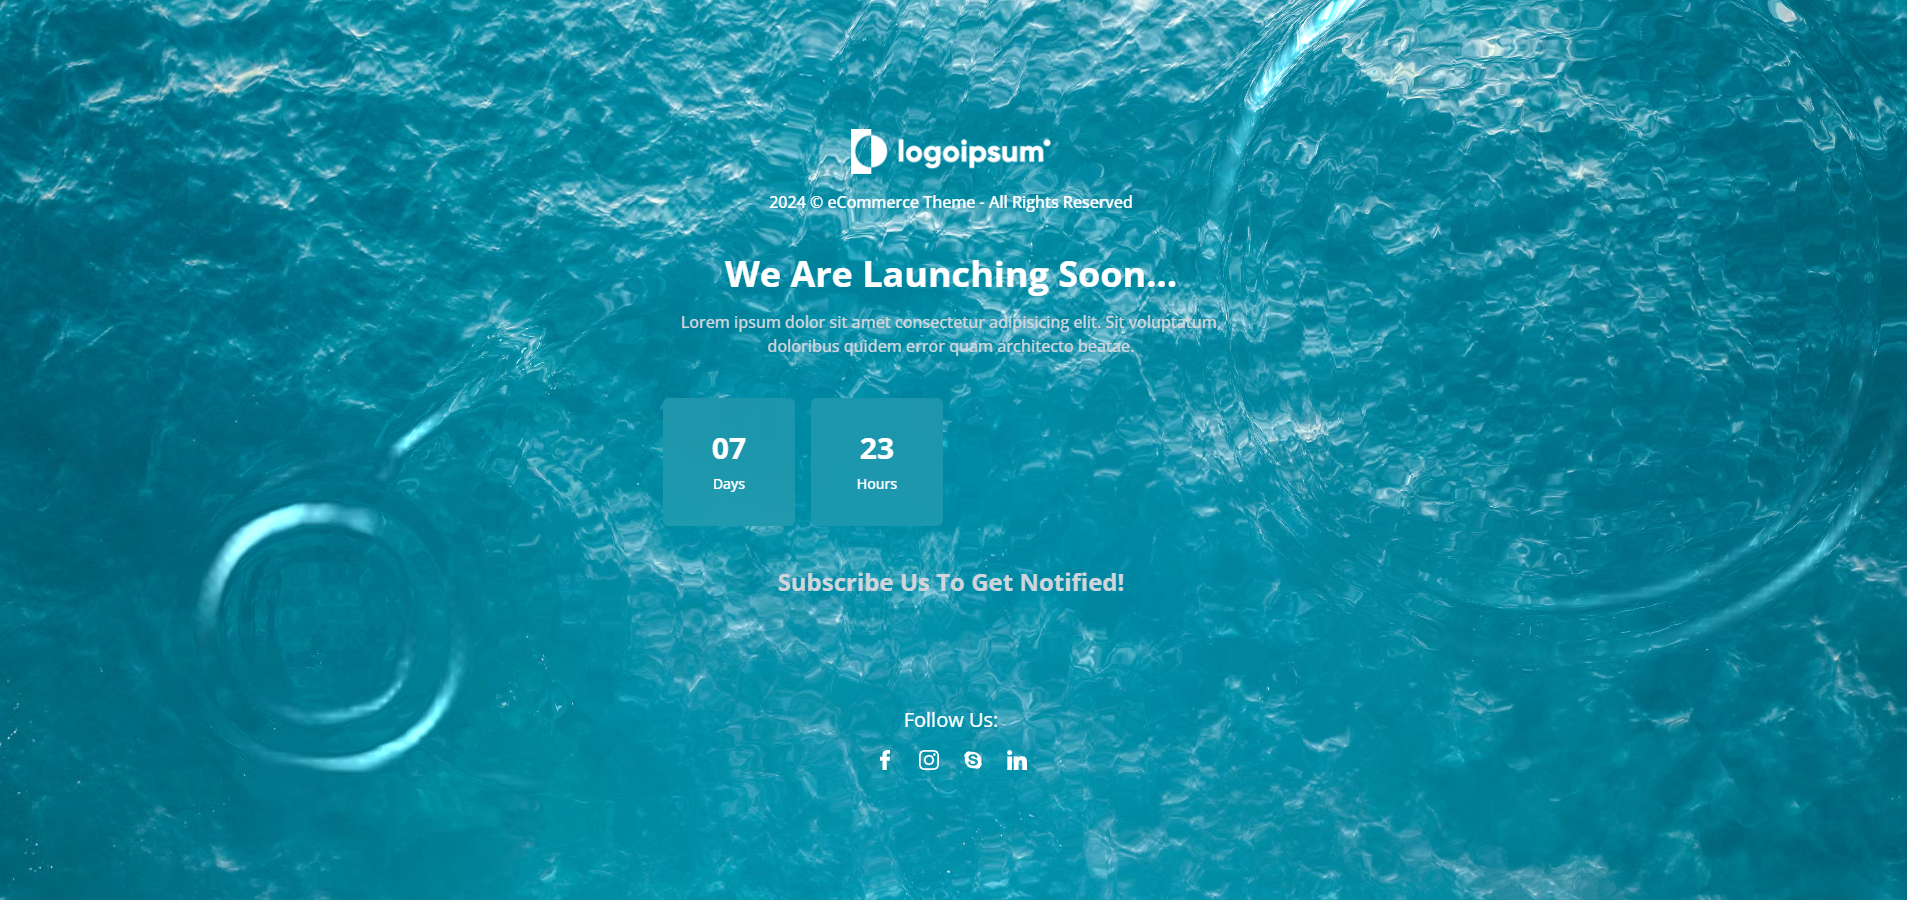 logoipsum
2024 © eCommerce Theme - All Rights Reserved
We Are Launching Soon...
Lorem ipsum dolor sit amet consectetur adipisicing elit. Sit voluptatum,
doloribus quidem error quam architecto beatae.
07 23
Days Hours
Subscribe Us To Get Notified!
Follow Us: